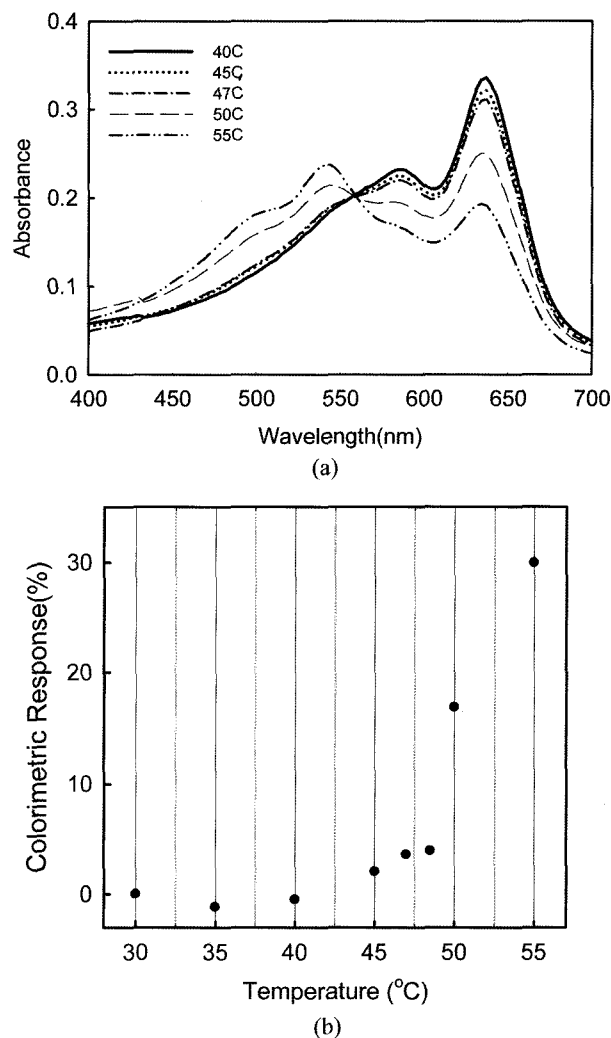 0.4
0.3
0.2
0.1
0.0
Absorbance
40C
45C
47C
50C
55C
400 450 500 550 600 650 700
Wavelength(nm)
(a)
30
20
10
0
Colorimetric Response(%)
30 35 40 45 50 55
Temperature (°C)
(b)